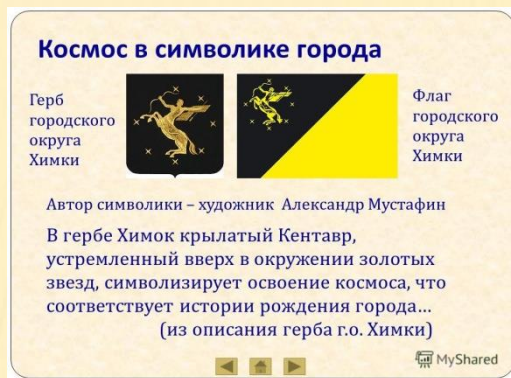 Космос в символике города
Герб
городского
округа
Химки
Флаг
городского
округа
Химки
Автор символики – художник Александр Мустафин
В гербе Химок крылатый Кентавр,
устремленный вверх в окружении золотых
звезд, символизирует освоение космоса, что
соответствует истории рождения города...
(из описания герба г.о. Химки)
MyShared